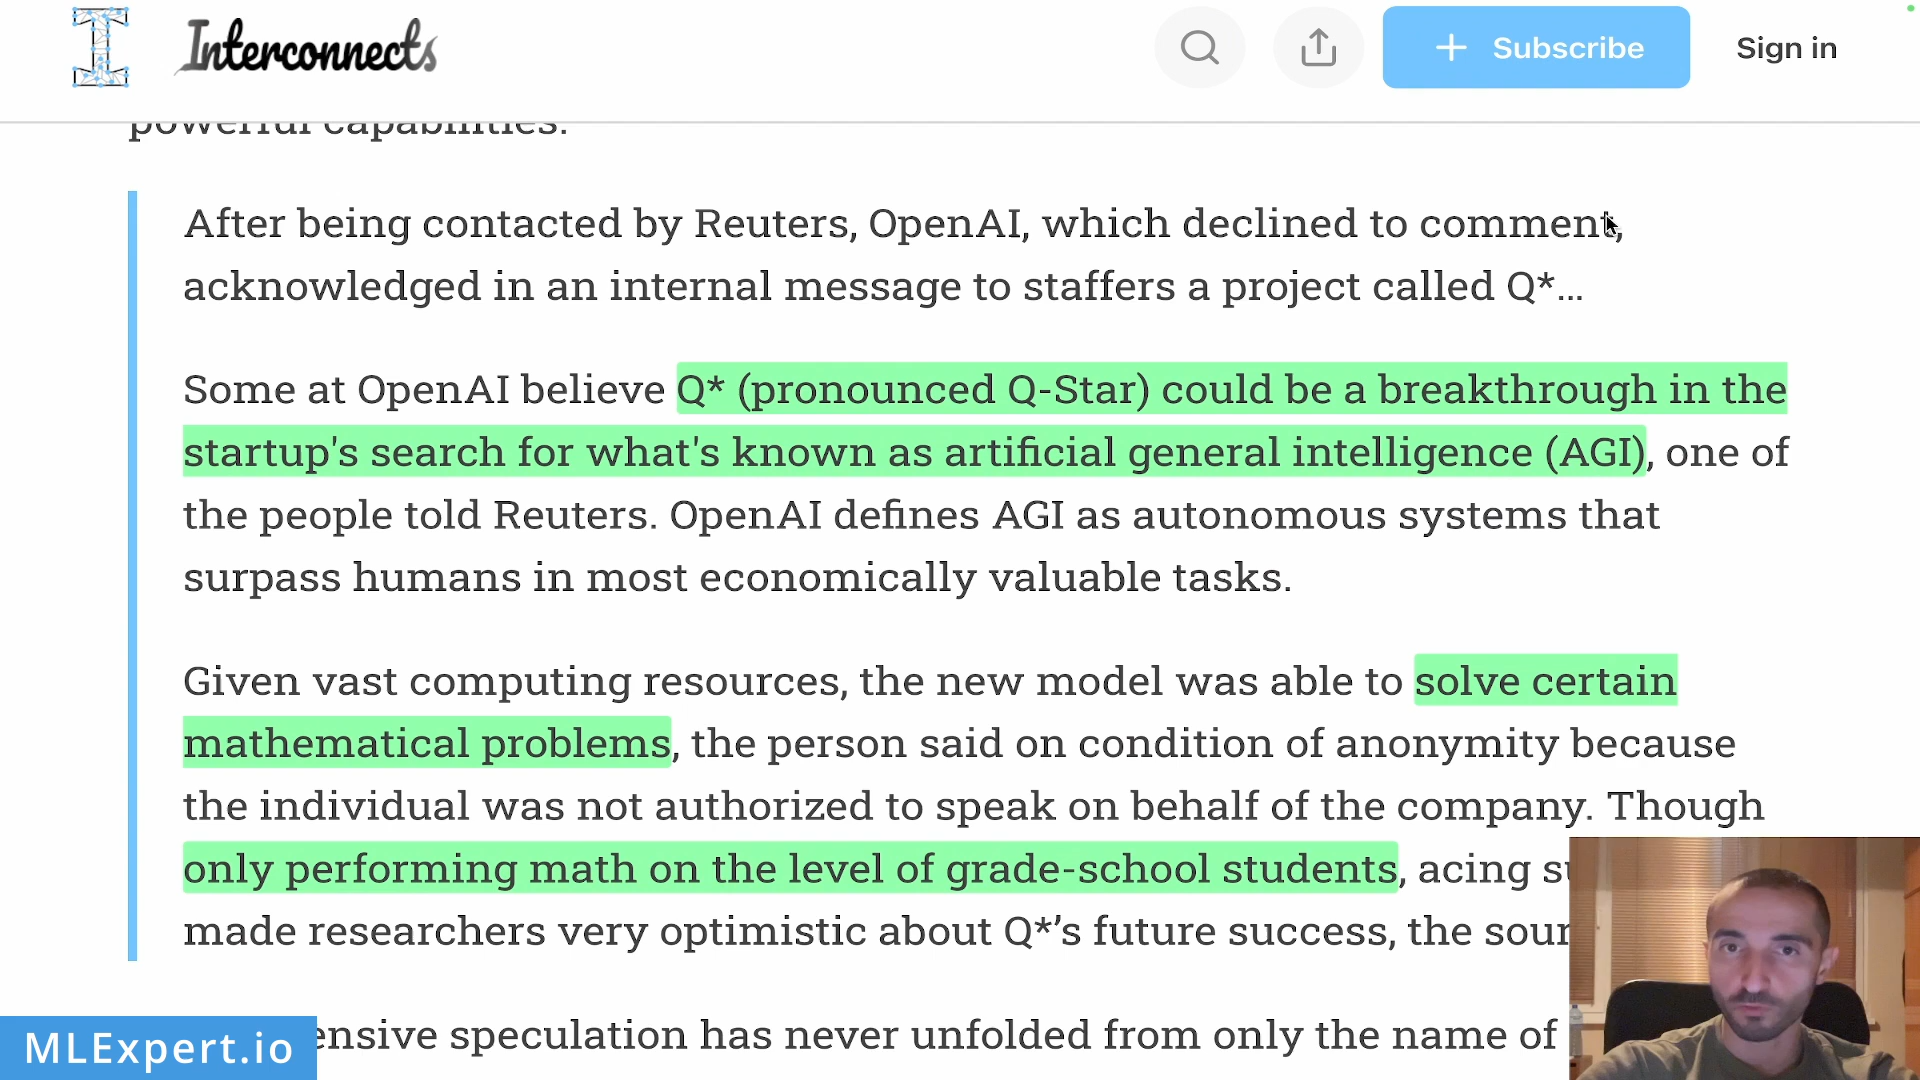 Interconnects
Subscribe
Sign in
powerful capabilities.
After being contacted by Reuters, OpenAI, which declined to comment,
acknowledged in an internal message to staffers a project called Q*…
Some at OpenAI believe Q* (pronounced Q-Star) could be a breakthrough in the
startup's search for what's known as artificial general intelligence (AGI), one of
the people told Reuters. OpenAI defines AGI as autonomous systems that
surpass humans in most economically valuable tasks.
Given vast computing resources, the new model was able to solve certain
mathematical problems, the person said on condition of anonymity because
the individual was not authorized to speak on behalf of the company. Though
only performing math on the level of grade-school students, acing
made researchers very optimistic about Q*’s future success, the
speculation has never unfolded from only the name of
MLExpert.io